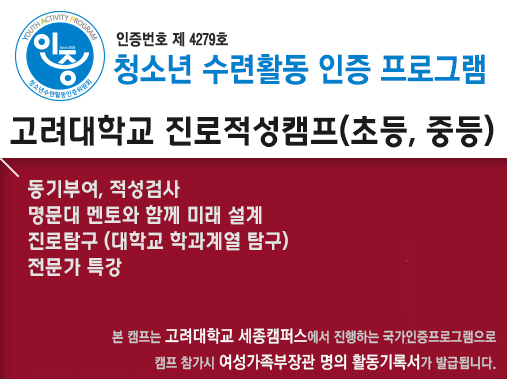 YOUTH ACTIVITY PROGRAM
인증
Since 2006
청소년수련활동인증위원회
인증번호 제 4279호
청소년 수련활동 인증 프로그램
고려대학교 진로적성캠프(초등, 중등)
동기부여, 적성검사
명문대 멘토와 함께 미래 설계
진로탐구 (대학교 학과계열 탐구)
전문가 특강
본 캠프는 고려대학교 세종캠퍼스에서 진행하는 국가인증프로그램으로
캠프 참가시 여성가족부장관 명의 활동기록서가 발급됩니다.